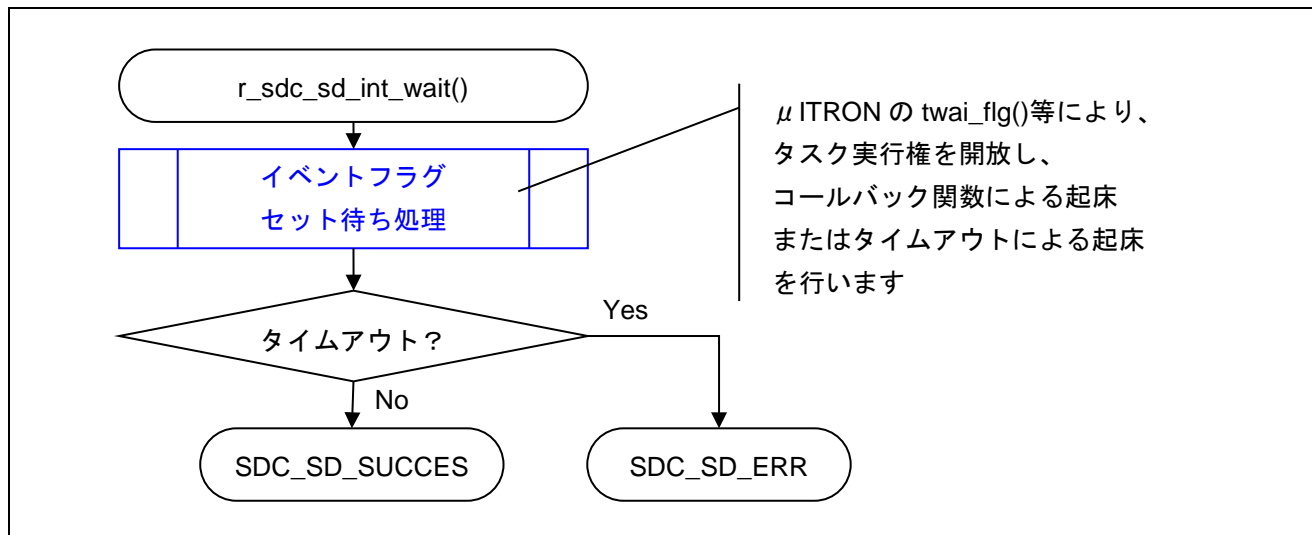 r_sdc_sd_int_wait()
イベントフラグ
セット待ち処理
μITRON の twai_flg()等により、
タスク実行権を開放し、
コールバック関数による起床
またはタイムアウトによる起床
を行います
タイムアウト？
Yes
No
SDC_SD_SUCCES
SDC_SD_ERR